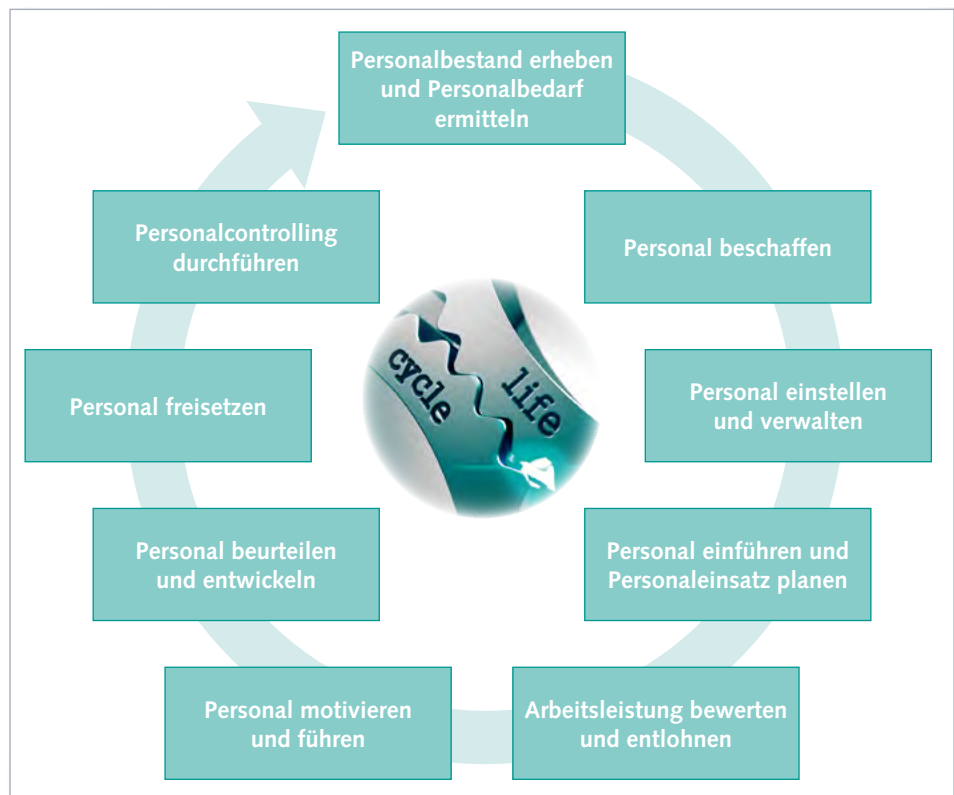 Personalbestand erheben
und Personalbedarf
ermitteln
Personal beschaffen
Personal einstellen
und verwalten
Personal einführen und
Personaleinsatz planen
Arbeitsleistung bewerten
und entlohnen
Personal motivieren
und führen
Personal beurteilen
und entwickeln
Personal freisetzen
Personalcontrolling
durchführen
life
cycle